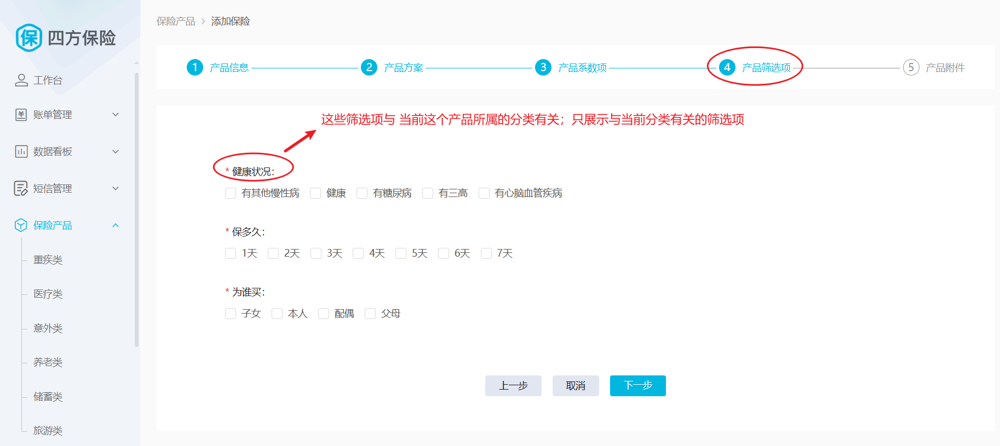 保 四方保险
工作台
账单管理
数据看板
短信管理
保险产品
重疾类
医疗类
意外类
养老类
储蓄类
旅游类
保险产品 > 添加保险
1 产品信息 2 产品方案 3 产品系数项 4 产品筛选项 5 产品附件
这些筛选项与 当前这个产品所属的分类有关；只展示与当前分类有关的筛选项
* 健康状况：
有其他慢性病 健康 有糖尿病 有三高 有心脑血管疾病
* 保多久：
1天 2天 3天 4天 5天 6天 7天
* 为谁买：
子女 本人 配偶 父母
上一步 取消 下一步